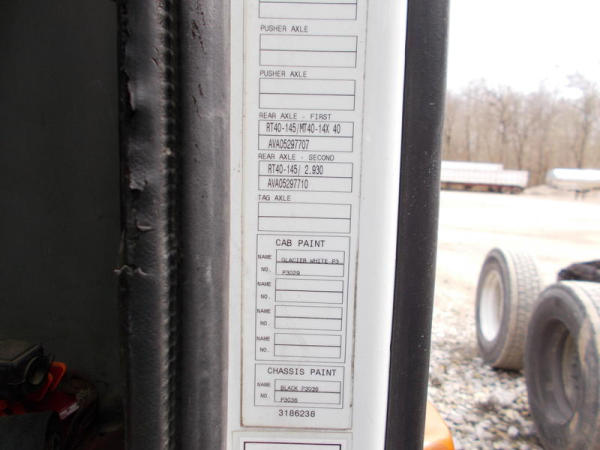 PUSHER AXLE
PUSHER AXLE
REAR AXLE - FIRST
RT40-145/MT40-14X 40
AVA05297707
REAR AXLE - SECOND
RT40-145/ 2.930
AVA05297710
TAG AXLE
CAB PAINT
NAME GLACIER WHITE P3
NO. P3029
NAME
NO.
NAME
NO.
NAME
NO.
CHASSIS PAINT
NAME BLACK P3036
NO. P3036
3186238